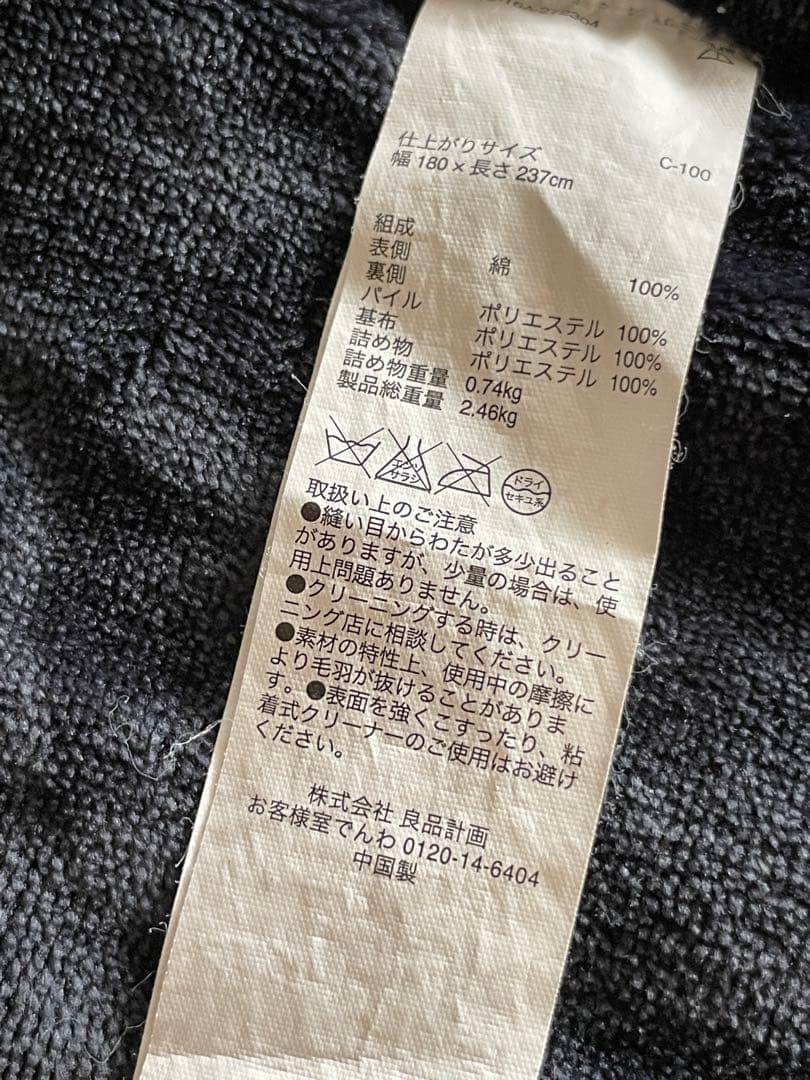 仕上がりサイズ
幅 180 × 長さ 237cm
C-100
組成
表側 綿 100%
裏側
パイル ポリエステル 100%
基布 ポリエステル 100%
詰め物 ポリエステル 100%
詰め物重量 0.74kg
製品総重量 2.46kg
エンソ
サラシ
ドライ
セキユ系
取扱い上のご注意
●縫い目からわたが多少出ること
がありますが、少量の場合は、使
用上問題ありません。
●クリーニングする時は、クリー
ニング店に相談してください。
●素材の特性上、使用中の摩擦に
より毛羽が抜けることがありま
す。●表面を強くこすったり、粘
着式クリーナーのご使用はお避け
ください。
株式会社 良品計画
お客様室でんわ 0120-14-6404
中国製